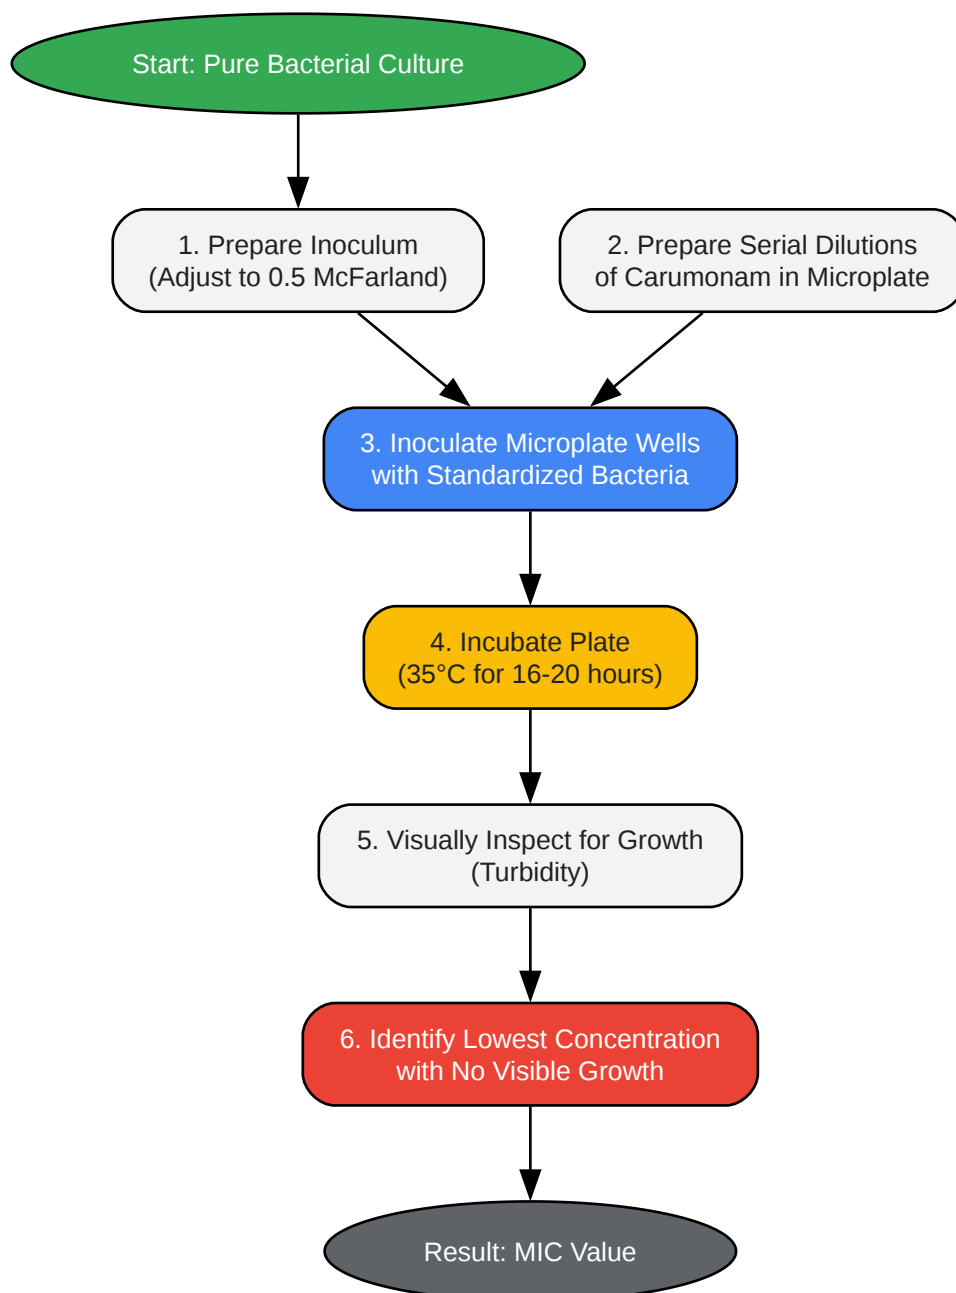 Start: Pure Bacterial Culture
1. Prepare Inoculum
(Adjust to 0.5 McFarland)
2. Prepare Serial Dilutions
of Carumonam in Microplate
3. Inoculate Microplate Wells
with Standardized Bacteria
4. Incubate Plate
(35°C for 16-20 hours)
5. Visually Inspect for Growth
(Turbidity)
6. Identify Lowest Concentration
with No Visible Growth
Result: MIC Value